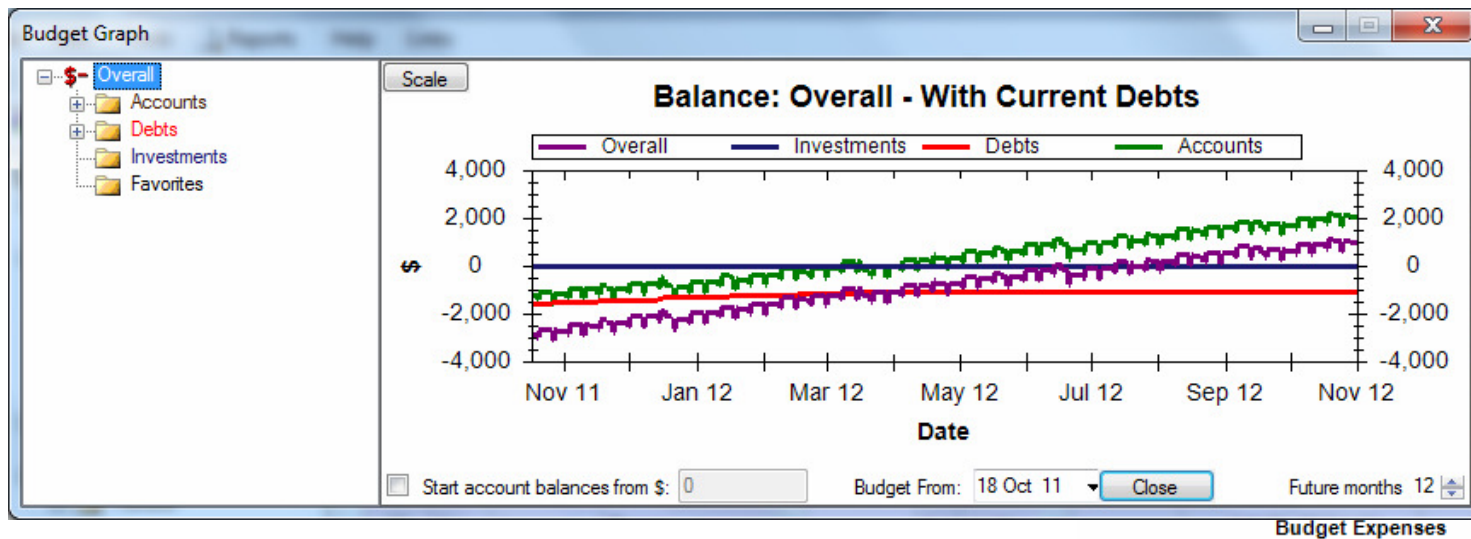 Budget Graph
Reports Help Links
Overall
Accounts
Debts
Investments
Favorites
Scale
Balance: Overall - With Current Debts
Overall Investments Debts Accounts
4,000 4,000
2,000 2,000
$ 0 0
-2,000 -2,000
-4,000 -4,000
Nov 11 Jan 12 Mar 12 May 12 Jul 12 Sep 12 Nov 12
Date
Start account balances from $: 0 Budget From: 18 Oct 11 Close Future months 12
Budget Expenses